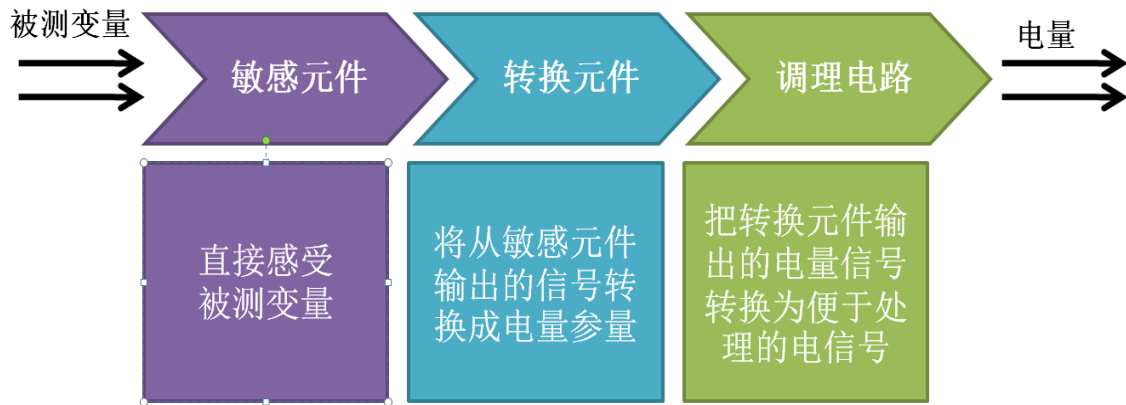 被测变量
敏感元件
转换元件
调理电路
电量
直接感受
被测变量
将从敏感元件
输出的信号转
换成电量参量
把转换元件输
出的电量信号
转换为便于处
理的电信号